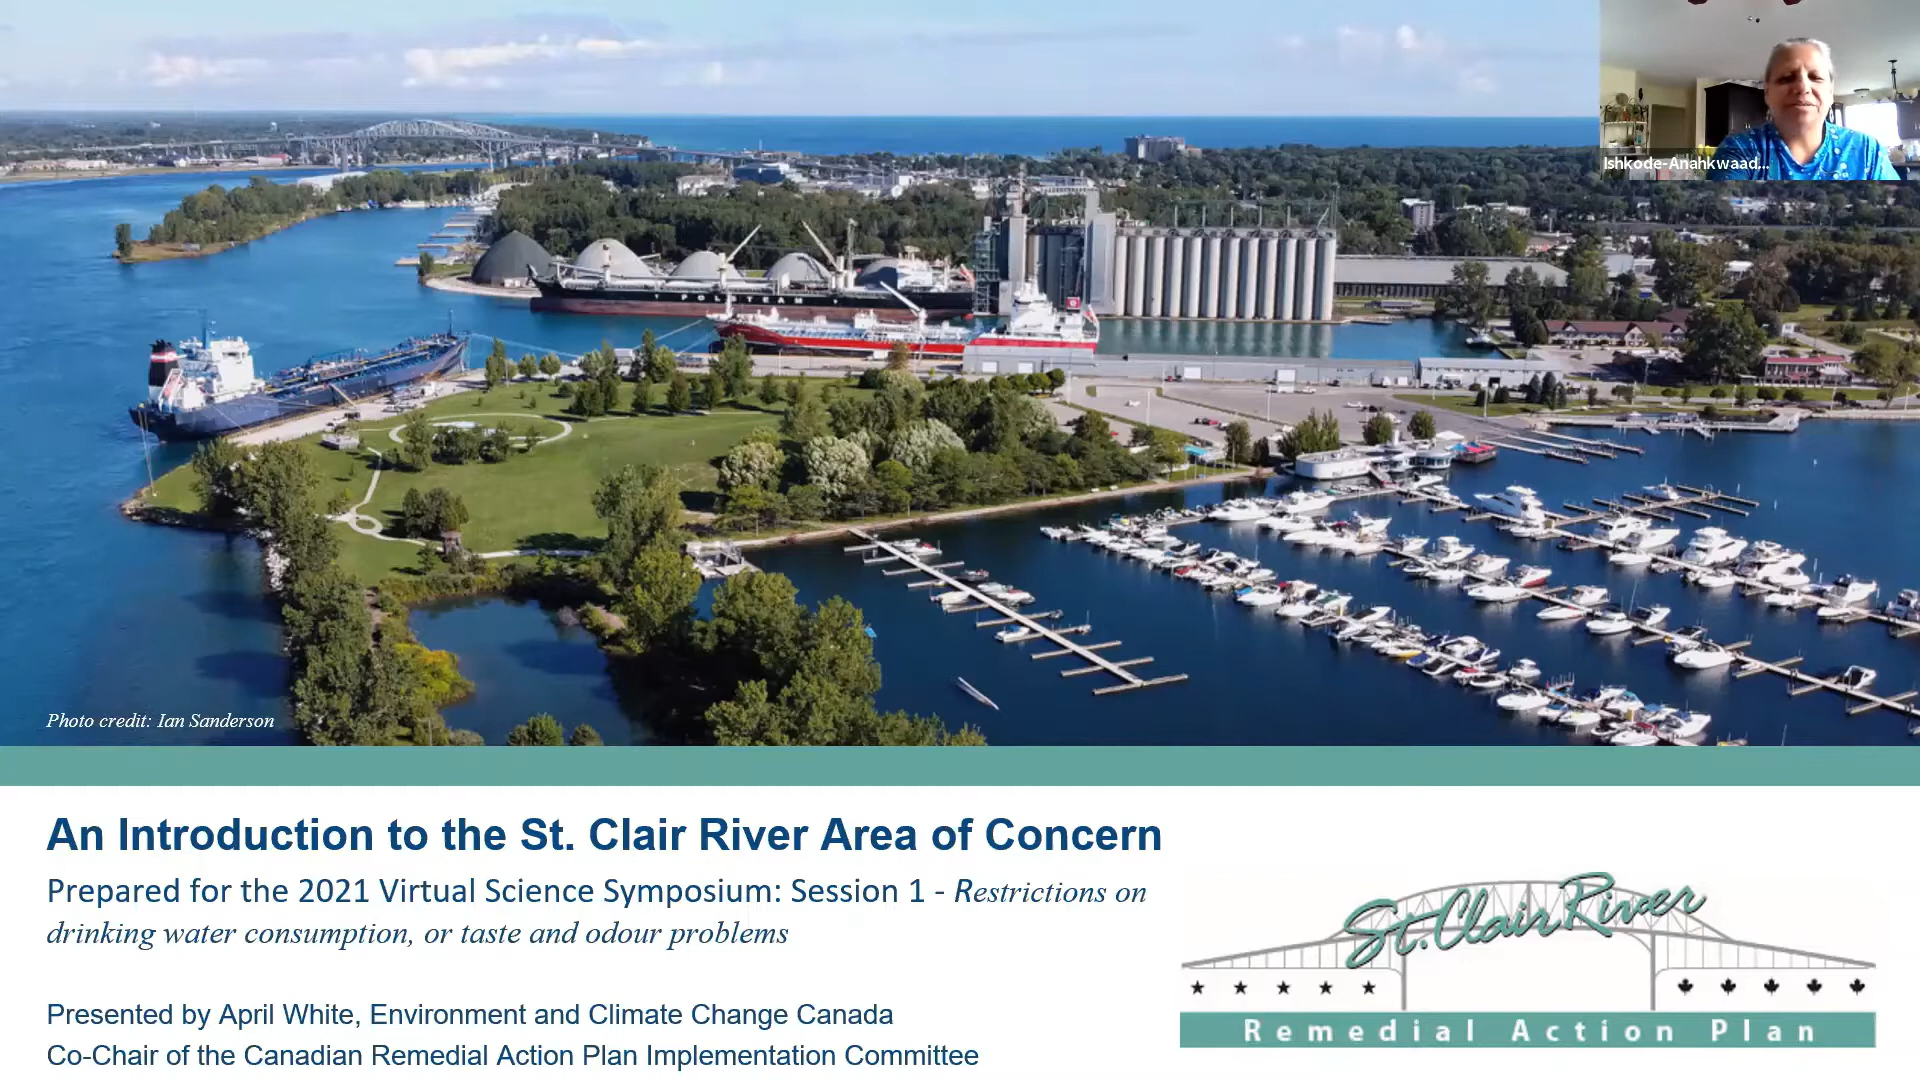 Ishkode-Anahkwaad...
POLSTEAM
Photo credit: Ian Sanderson
An Introduction to the St. Clair River Area of Concern
Prepared for the 2021 Virtual Science Symposium: Session 1 - Restrictions on
drinking water consumption, or taste and odour problems
Presented by April White, Environment and Climate Change Canada
Co-Chair of the Canadian Remedial Action Plan Implementation Committee
St. Clair River
Remedial Action Plan